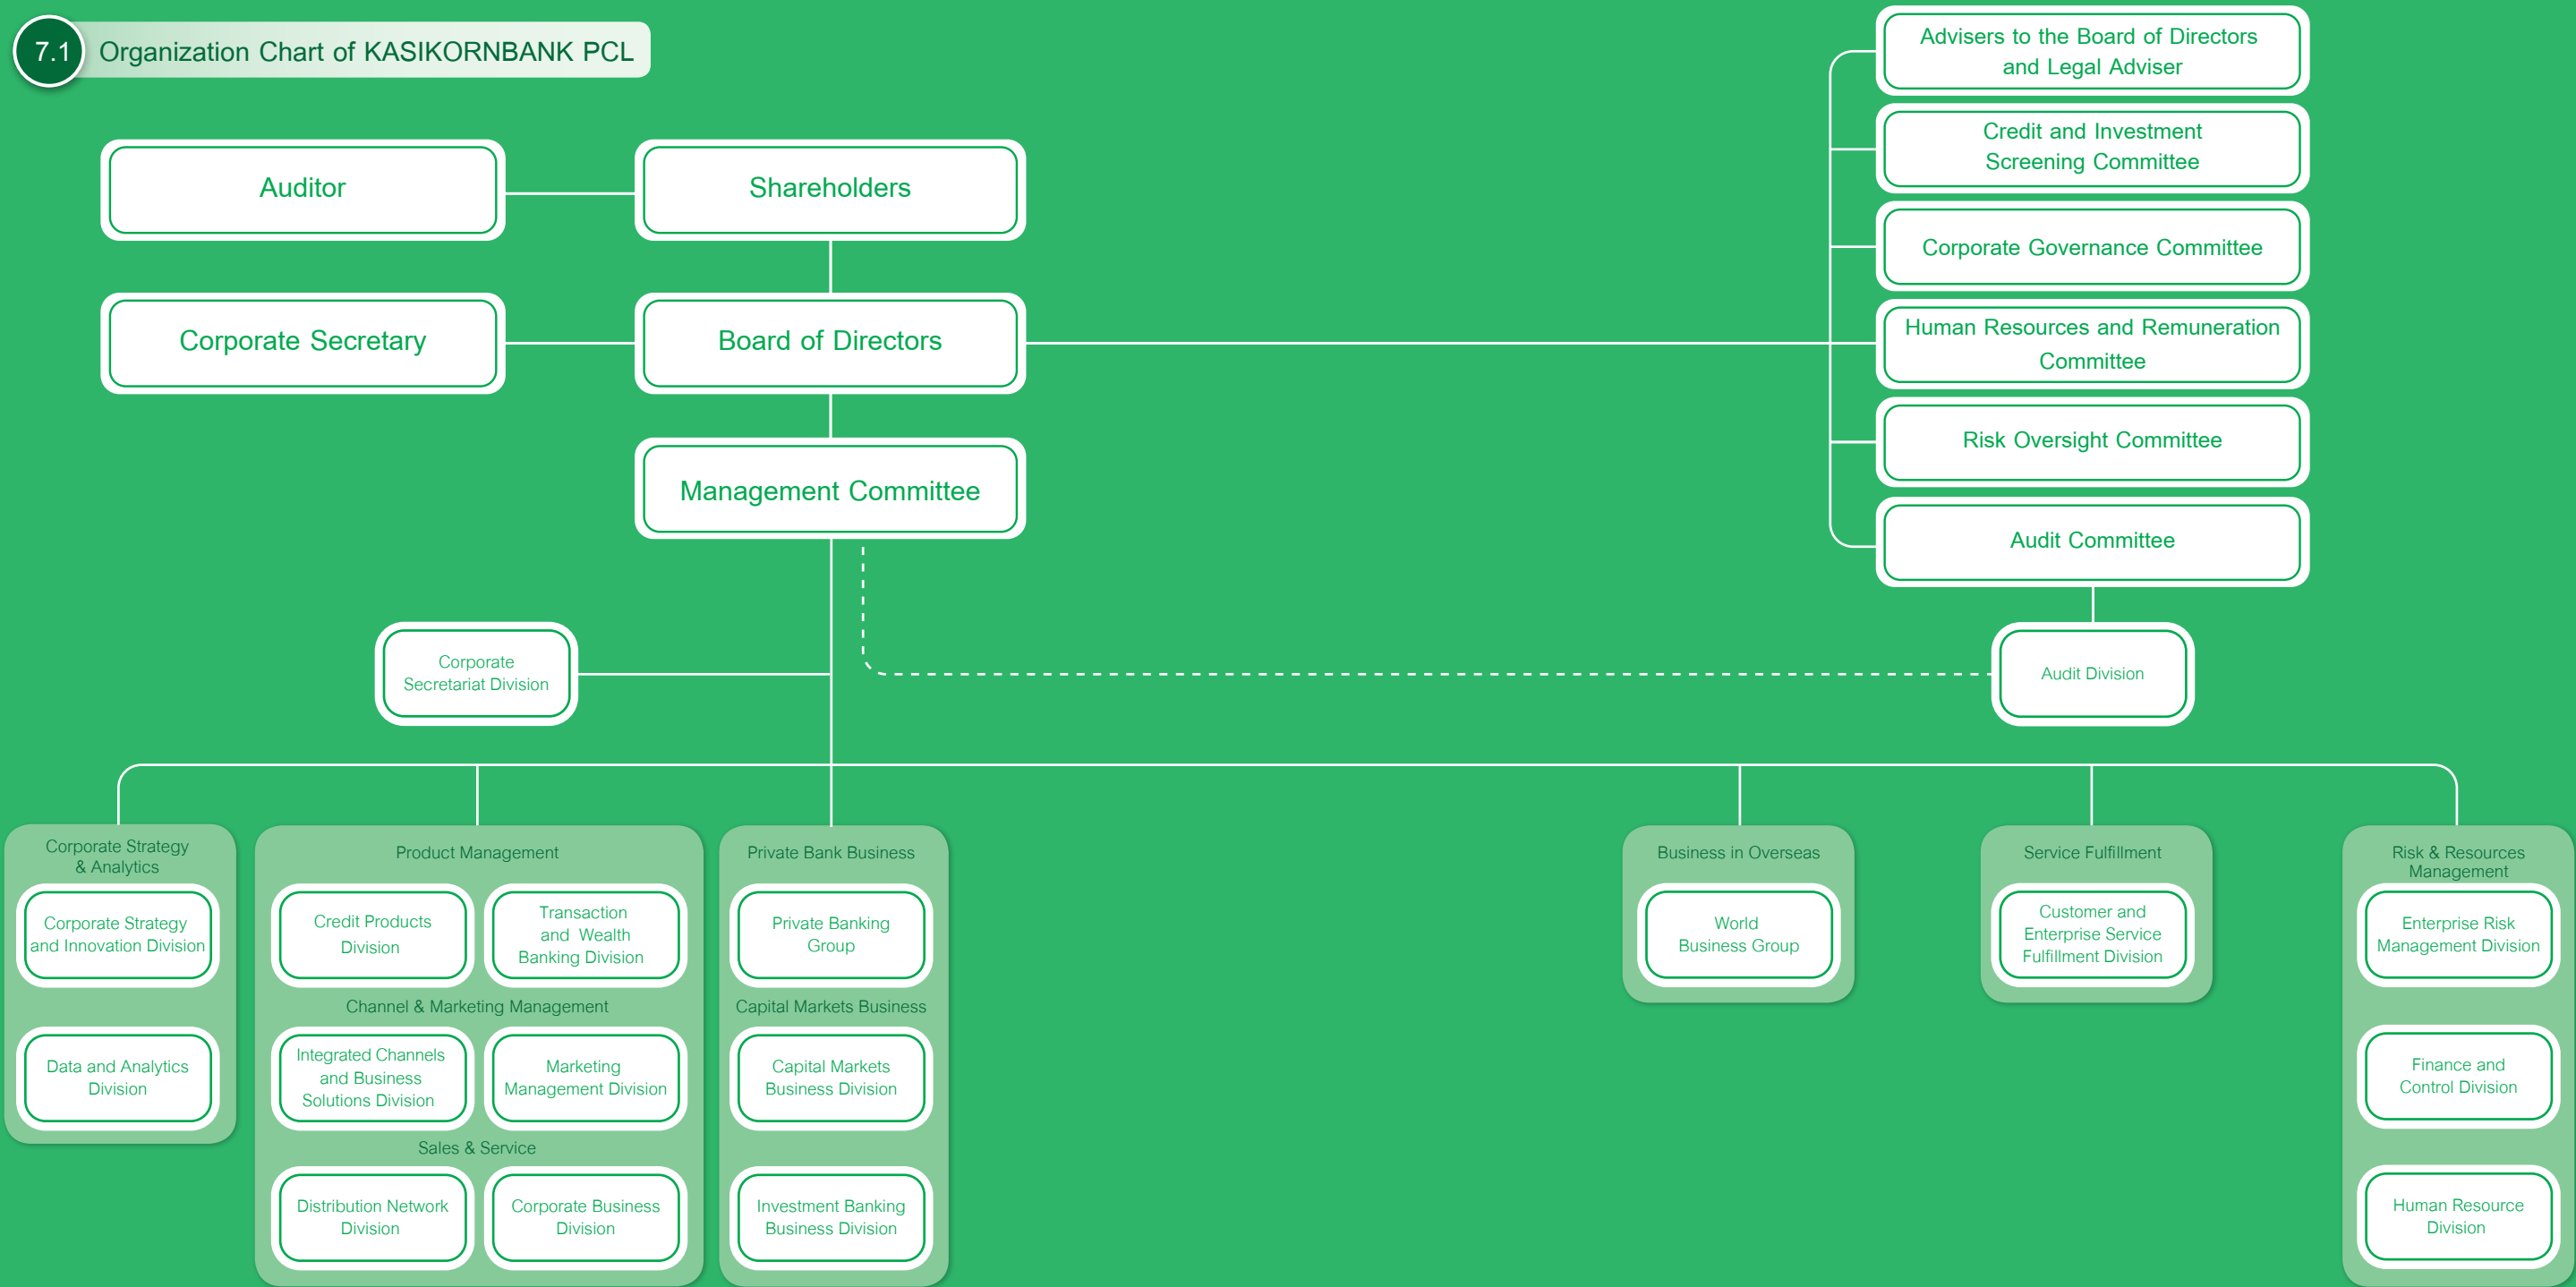 7.1
Organization Chart of KASIKORNBANK PCL
Auditor
Shareholders
Corporate Secretary
Board of Directors
Management Committee
Advisers to the Board of Directors
and Legal Adviser
Credit and Investment
Screening Committee
Corporate Governance Committee
Human Resources and Remuneration
Committee
Risk Oversight Committee
Audit Committee
Corporate
Secretariat Division
Audit Division
Corporate Strategy
& Analytics
Corporate Strategy
and Innovation Division
Data and Analytics
Division
Product Management
Credit Products
Division
Transaction
and Wealth
Banking Division
Channel & Marketing Management
Integrated Channels
and Business
Solutions Division
Marketing
Management Division
Sales & Service
Distribution Network
Division
Corporate Business
Division
Private Bank Business
Private Banking
Group
Capital Markets Business
Capital Markets
Business Division
Investment Banking
Business Division
Business in Overseas
World
Business Group
Service Fulfillment
Customer and
Enterprise Service
Fulfillment Division
Risk & Resources
Management
Enterprise Risk
Management Division
Finance and
Control Division
Human Resource
Division